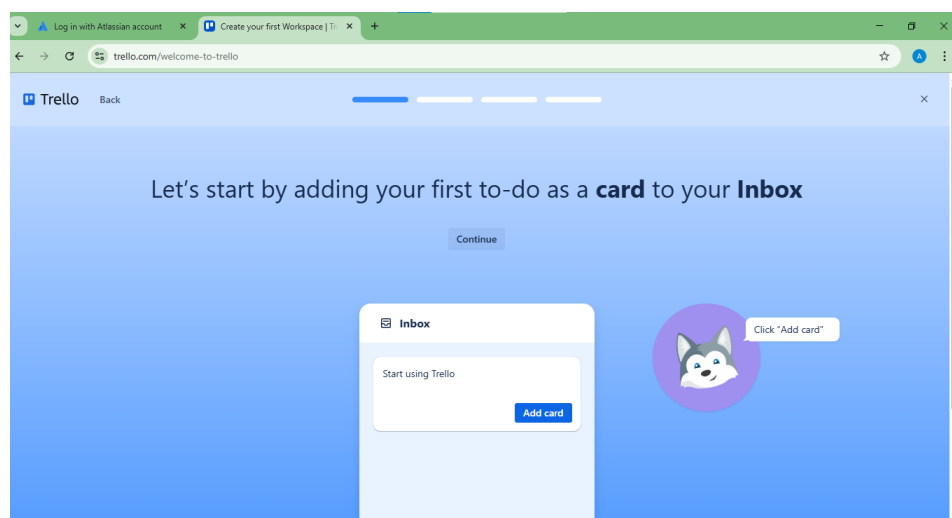 Log in with Atlassian account
Create your first Workspace | Tr
trello.com/welcome-to-trello
A
Trello
Back
Let's start by adding your first to-do as a card to your Inbox
Continue
Inbox
Click "Add card"
Start using Trello
Add card